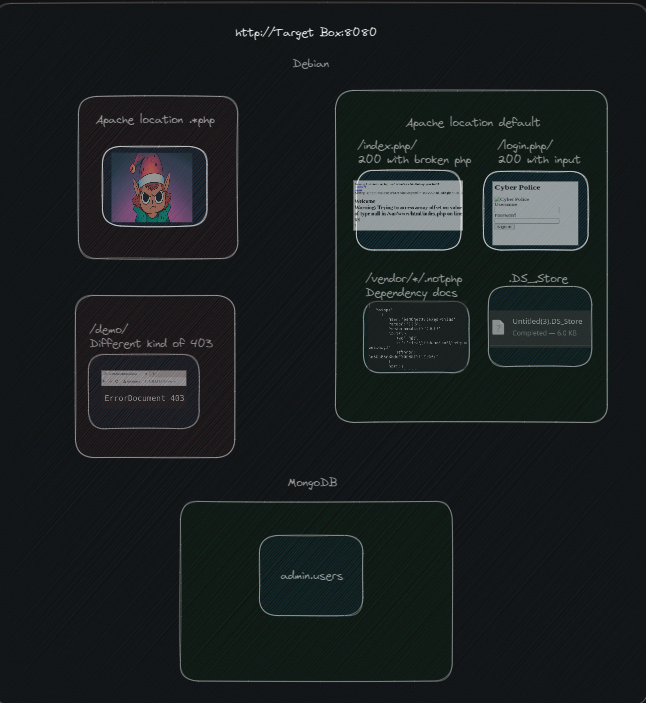 http://Target Box:8080
Debian
Apache location .*php
Apache location default
/index.php/
200 with broken php
/login.php/
200 with input
Welcome
Warning: Trying to access array offset on value
of type null in /var/www/html/index.php on line
Cyber Police
Cyber Police
Username
Password
Sign in
/vendor/*/.notphp
Dependency docs
.DS_Store
Untitled(3).DS_Store
Completed — 6.0 KB
/demo/
Different kind of 403
ErrorDocument 403
MongoDB
admin.users